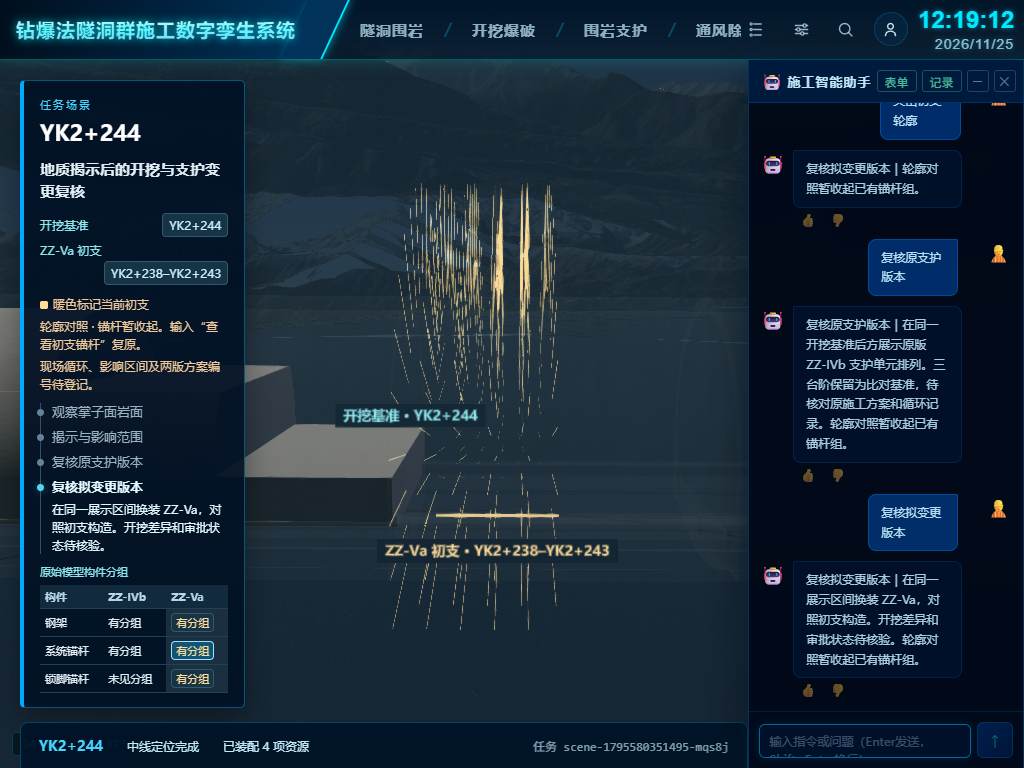 钻爆法隧洞群施工数字孪生系统
隧洞围岩 / 开挖爆破 / 围岩支护 / 通风除
12:19:12
2026/11/25
任务场景
YK2+244
地质揭示后的开挖与支护变
更复核
开挖基准 YK2+244
ZZ-Va 初支
YK2+238—YK2+243
暖色标记当前初支
轮廓对照 · 锚杆暂收起。输入“查
看初支锚杆”复原。
现场循环、影响区间及两版方案编
号待登记。
观察掌子面岩面
揭示与影响范围
复核原支护版本
复核拟变更版本
在同一展示区间换装 ZZ-Va，对
照初支构造。开挖差异和审批状
态待核验。
原始模型构件分组
构件 ZZ-IVb ZZ-Va
钢架 有分组 有分组
系统锚杆 有分组 有分组
锁脚锚杆 未见分组 有分组
开挖基准 · YK2+244
ZZ-Va 初支 · YK2+238—YK2+243
YK2+244 中线定位完成 已装配 4 项资源
任务 scene-1795580351495-mqs8j
施工智能助手 表单 记录
轮廓
复核拟变更版本 | 轮廓对
照暂收起已有锚杆组。
复核原支护
版本
复核原支护版本 | 在同一
开挖基准后方展示原版
ZZ-IVb 支护单元排列。三
台阶保留为比对基准，待
核对原施工方案和循环记
录。轮廓对照暂收起已有
锚杆组。
复核拟变更
版本
复核拟变更版本 | 在同一
展示区间换装 ZZ-Va，对
照初支构造。开挖差异和
审批状态待核验。轮廓对
照暂收起已有锚杆组。
输入指令或问题（Enter发送，